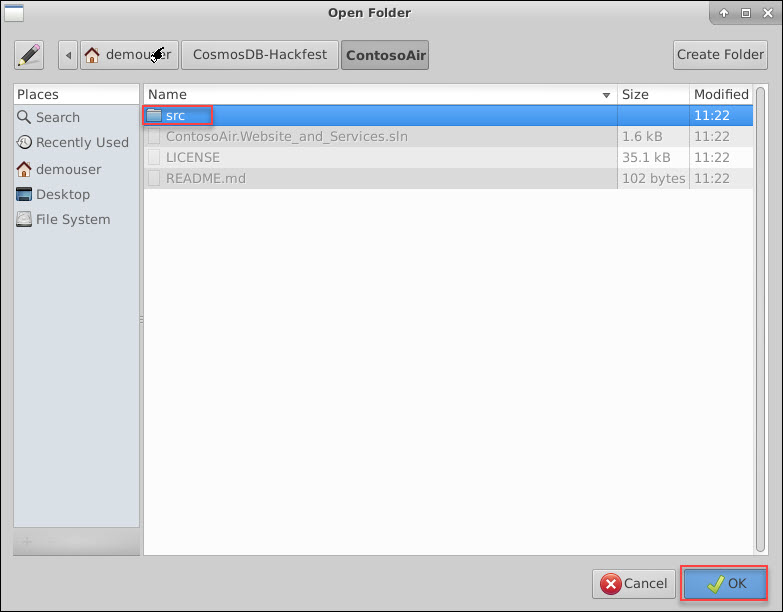 Open Folder
demouser CosmosDB-Hackfest ContosoAir Create Folder
Places
Search
Recently Used
demouser
Desktop
File System
Name Size Modified
src 11:22
ContosoAir.Website_and_Services.sln 1.6 kB 11:22
LICENSE 35.1 kB 11:22
README.md 102 bytes 11:22
Cancel OK